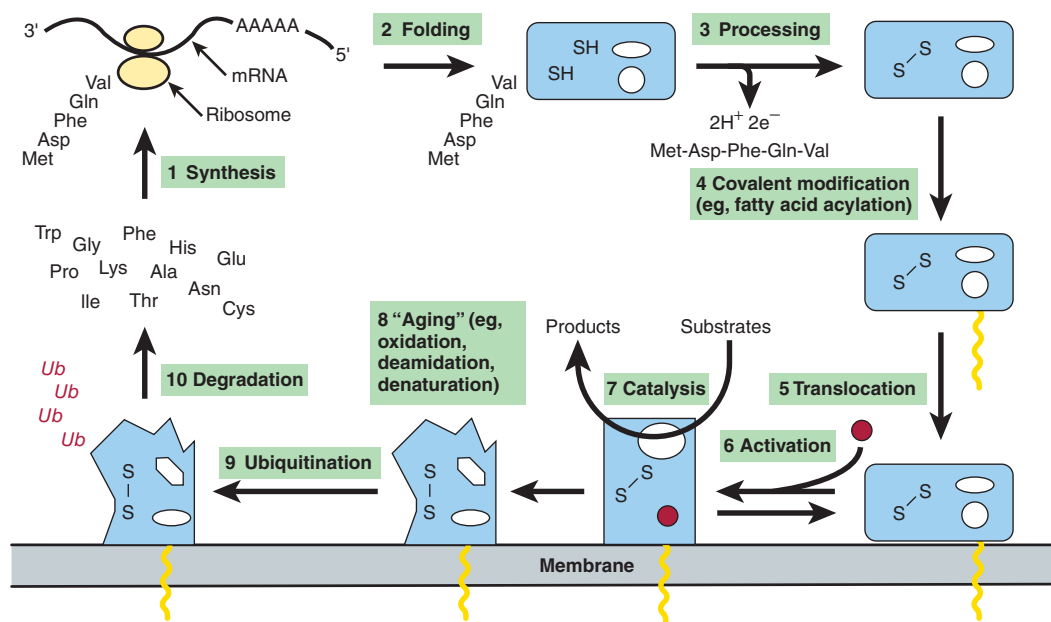 3'
AAAAA
5'
mRNA
Ribosome
Val
Gln
Phe
Asp
Met
1 Synthesis
2 Folding
Val
Gln
Phe
Asp
Met
SH
SH
3 Processing
2H+ 2e−
Met-Asp-Phe-Gln-Val
S
S
4 Covalent modification
(eg, fatty acid acylation)
S
S
Trp
Gly
Phe
His
Glu
Pro
Lys
Ala
Asn
Ile
Thr
Cys
8 “Aging” (eg,
oxidation,
deamidation,
denaturation)
Products
Substrates
7 Catalysis
5 Translocation
6 Activation
10 Degradation
Ub
Ub
Ub
Ub
9 Ubiquitination
S
S
S
S
S
S
S
S
Membrane